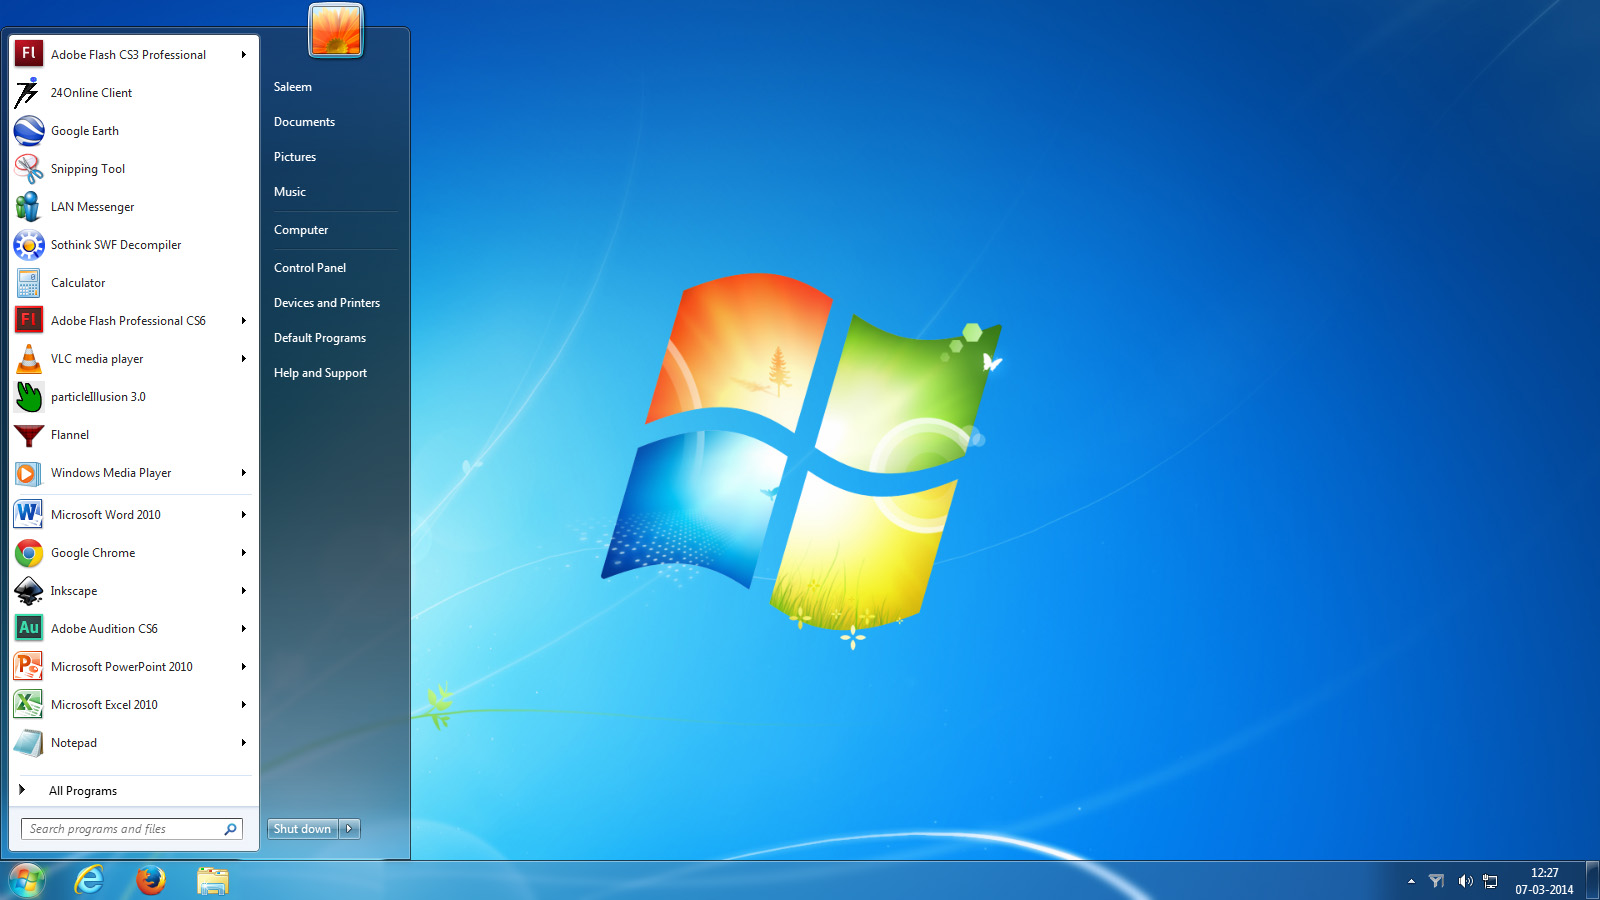 Fl Adobe Flash CS3 Professional
24Online Client
Google Earth
Snipping Tool
LAN Messenger
Sothink SWF Decompiler
Calculator
Fl Adobe Flash Professional CS6
VLC media player
particleIllusion 3.0
Flannel
Windows Media Player
W Microsoft Word 2010
Google Chrome
Inkscape
Au Adobe Audition CS6
P Microsoft PowerPoint 2010
X Microsoft Excel 2010
Notepad
All Programs
Search programs and files
Saleem
Documents
Pictures
Music
Computer
Control Panel
Devices and Printers
Default Programs
Help and Support
Shut down
12:27
07-03-2014